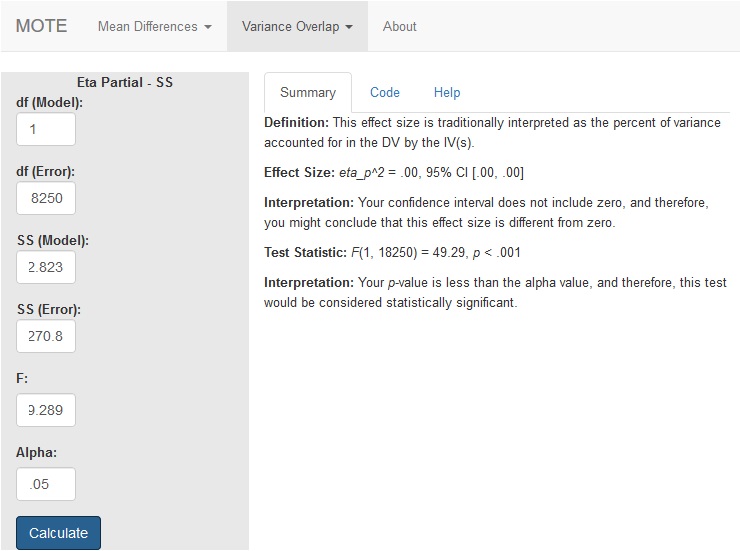 MOTE Mean Differences Variance Overlap About
Eta Partial - SS
df (Model):
1
df (Error):
8250
SS (Model):
2.823
SS (Error):
270.8
F:
9.289
Alpha:
.05
Calculate
Summary Code Help
Definition: This effect size is traditionally interpreted as the percent of variance
accounted for in the DV by the IV(s).
Effect Size: eta_p^2 = .00, 95% CI [.00, .00]
Interpretation: Your confidence interval does not include zero, and therefore,
you might conclude that this effect size is different from zero.
Test Statistic: F(1, 18250) = 49.29, p < .001
Interpretation: Your p-value is less than the alpha value, and therefore, this test
would be considered statistically significant.